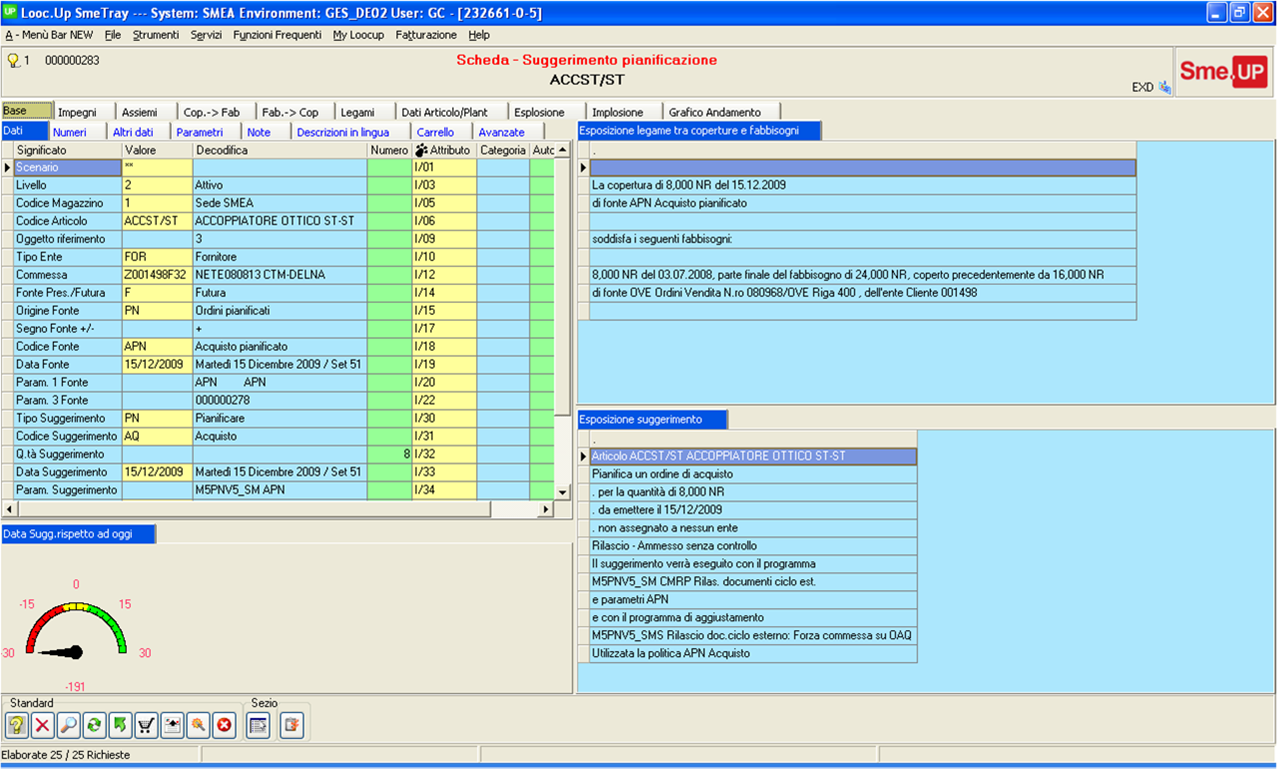 Looc.Up SmeTray --- System: SMEA Environment: GES_DE02 User: GC - [232661-0-5]
A - Menù Bar NEW File Strumenti Servizi Funzioni Frequenti My Loocup Fatturazione Help
1 000000283
Scheda - Suggerimento pianificazione
ACCST/ST
EXD
Sme.UP
Base Impegni Assiemi Cop.-> Fab Fab.-> Cop Legami Dati Articolo/Plant Esplosione Implosione Grafico Andamento
Dati Numeri Altri dati Parametri Note Descrizioni in lingua Carrello Avanzate
Significato Valore Decodifica Numero Attributo Categoria Auto
Scenario ** I/01
Livello 2 Attivo I/03
Codice Magazzino 1 Sede SMEA I/05
Codice Articolo ACCST/ST ACCOPPIATORE OTTICO ST-ST I/06
Oggetto riferimento 3 I/09
Tipo Ente FOR Fornitore I/10
Commessa Z001498F32 NETE080813 CTM-DELNA I/12
Fonte Pres./Futura F Futura I/14
Origine Fonte PN Ordini pianificati I/15
Segno Fonte +/- + I/17
Codice Fonte APN Acquisto pianificato I/18
Data Fonte 15/12/2009 Martedì 15 Dicembre 2009 / Set 51 I/19
Param. 1 Fonte APN APN I/20
Param. 3 Fonte 000000278 I/22
Tipo Suggerimento PN Pianificare I/30
Codice Suggerimento AQ Acquisto I/31
Q.tà Suggerimento 8 I/32
Data Suggerimento 15/12/2009 Martedì 15 Dicembre 2009 / Set 51 I/33
Param. Suggerimento M5PNV5_SM APN I/34
Esposizione legame tra coperture e fabbisogni
.
La copertura di 8,000 NR del 15.12.2009
di fonte APN Acquisto pianificato
soddisfa i seguenti fabbisogni:
8,000 NR del 03.07.2008, parte finale del fabbisogno di 24,000 NR, coperto precedentemente da 16,000 NR
di fonte OVE Ordini Vendita N.ro 080968/OVE Riga 400 , dell'ente Cliente 001498
Esposizione suggerimento
.
Articolo ACCST/ST ACCOPPIATORE OTTICO ST-ST
Pianifica un ordine di acquisto
. per la quantità di 8,000 NR
. da emettere il 15/12/2009
. non assegnato a nessun ente
Rilascio - Ammesso senza controllo
Il suggerimento verrà eseguito con il programma
M5PNV5_SM CMRP Rilas. documenti ciclo est.
e parametri APN
e con il programma di aggiustamento
M5PNV5_SMS Rilascio doc.ciclo esterno: Forza commessa su OAQ
Utilizzata la politica APN Acquisto
Data Sugg.rispetto ad oggi
0
-15 15
30 30
-191
Standard Sezio
Elaborate 25 / 25 Richieste